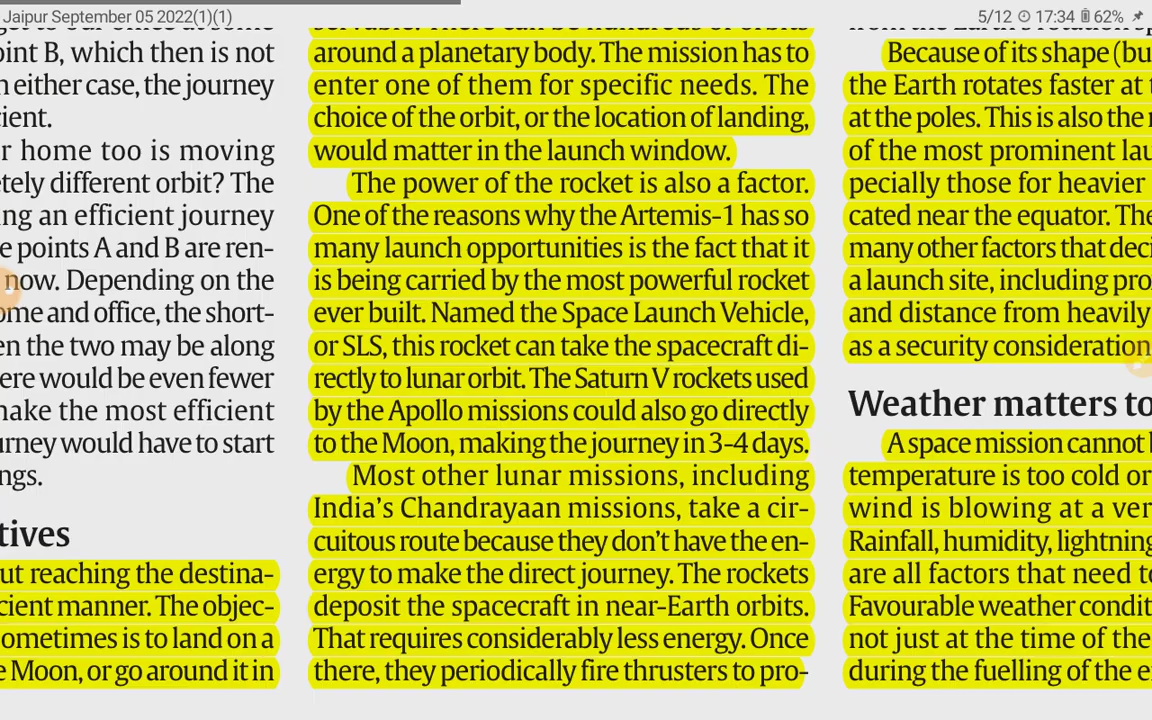 Jaipur September 05 2022(1)(1)
5/12 17:34 62%
point B, which then is not
n either case, the journey
cient.
r home too is moving
etely different orbit? The
ing an efficient journey
e points A and B are ren-
now. Depending on the
ome and office, the short-
en the two may be along
ere would be even fewer
make the most efficient
urney would have to start
ngs.
tives
ut reaching the destina-
cient manner. The objec-
ometimes is to land on a
e Moon, or go around it in
servable. There can be hundreds of orbits
around a planetary body. The mission has to
enter one of them for specific needs. The
choice of the orbit, or the location of landing,
would matter in the launch window.
The power of the rocket is also a factor.
One of the reasons why the Artemis-1 has so
many launch opportunities is the fact that it
is being carried by the most powerful rocket
ever built. Named the Space Launch Vehicle,
or SLS, this rocket can take the spacecraft di-
rectly to lunar orbit. The Saturn V rockets used
by the Apollo missions could also go directly
to the Moon, making the journey in 3-4 days.
Most other lunar missions, including
India's Chandrayaan missions, take a cir-
cuitous route because they don't have the en-
ergy to make the direct journey. The rockets
deposit the spacecraft in near-Earth orbits.
That requires considerably less energy. Once
there, they periodically fire thrusters to pro-
Because of its shape (bu
the Earth rotates faster at t
at the poles. This is also the r
of the most prominent lau
pecially those for heavier
cated near the equator. The
many other factors that deci
a launch site, including pro
and distance from heavily
as a security consideration
Weather matters to
A space mission cannot
temperature is too cold or
wind is blowing at a ver
Rainfall, humidity, lightning
are all factors that need to
Favourable weather condit
not just at the time of the
during the fuelling of the e